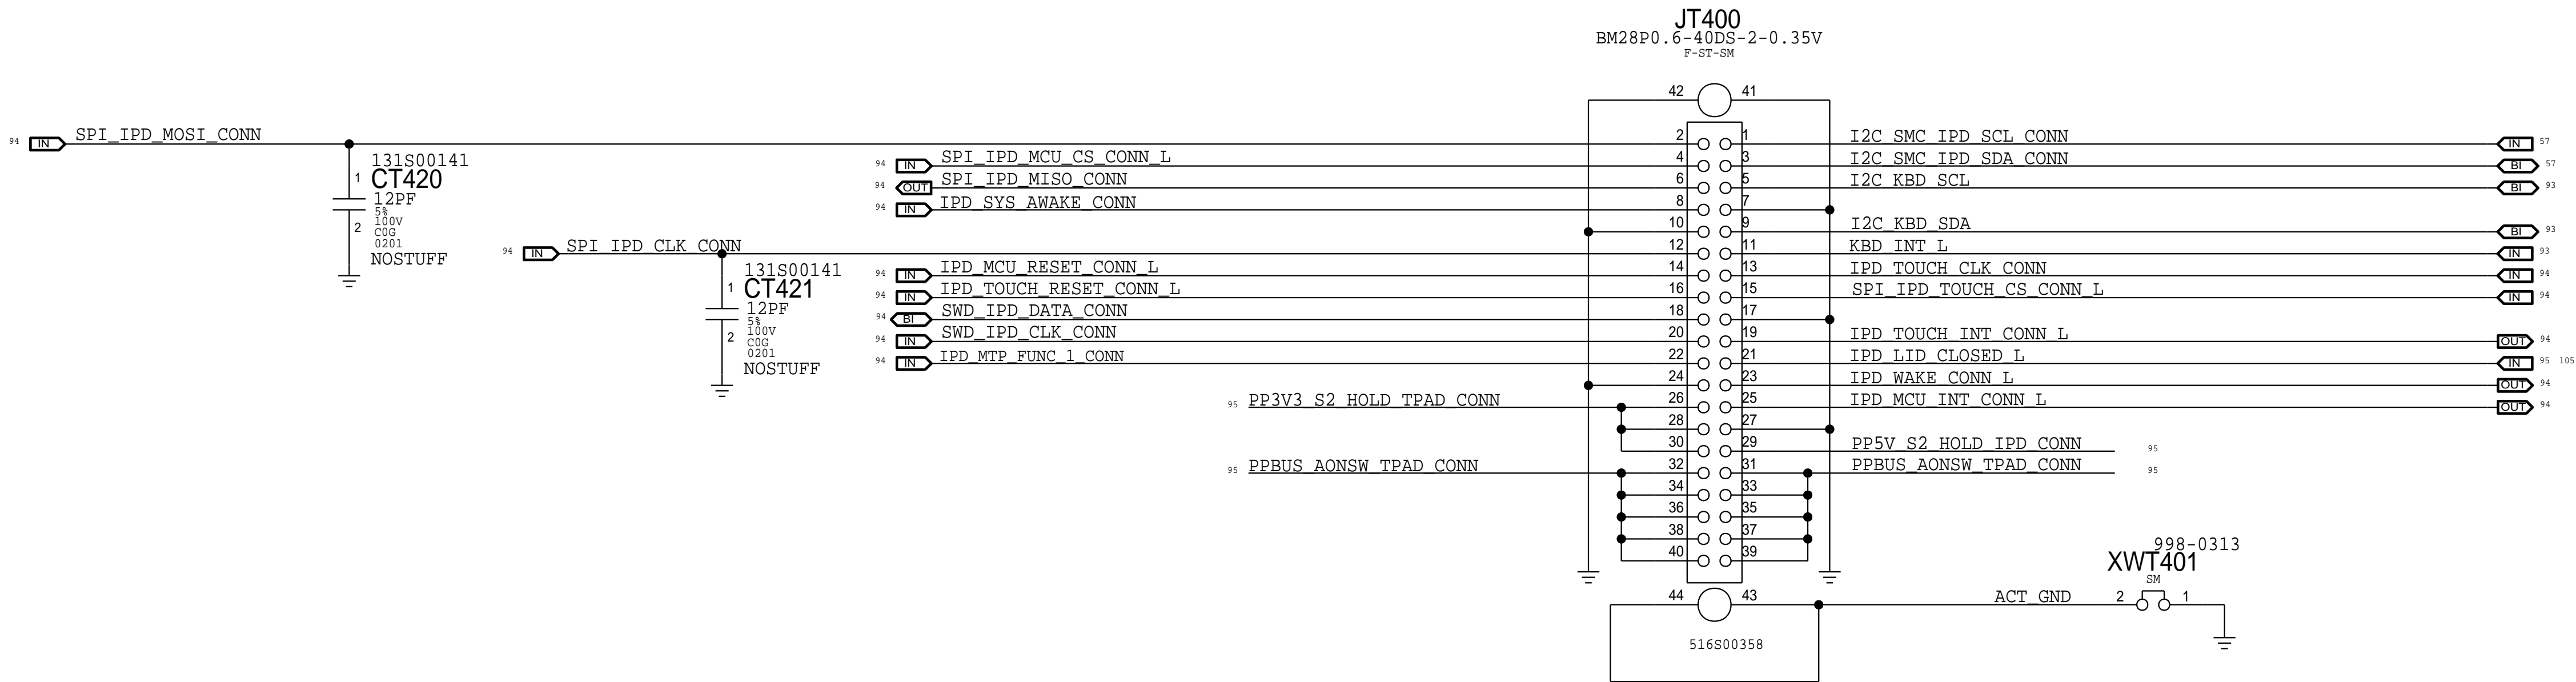 JT400
BM28P0.6-40DS-2-0.35V
F-ST-SM
42 41
94 IN SPI_IPD_MOSI_CONN 2 1 I2C_SMC_IPD_SCL_CONN IN 57
94 IN SPI_IPD_MCU_CS_CONN_L 4 3 I2C_SMC_IPD_SDA_CONN BI 57
94 OUT SPI_IPD_MISO_CONN 6 5 I2C_KBD_SCL BI 93
94 IN IPD_SYS_AWAKE_CONN 8 7
10 9 I2C_KBD_SDA BI 93
94 IN SPI_IPD_CLK_CONN 12 11 KBD_INT_L IN 93
94 IN IPD_MCU_RESET_CONN_L 14 13 IPD_TOUCH_CLK_CONN IN 94
94 IN IPD_TOUCH_RESET_CONN_L 16 15 SPI_IPD_TOUCH_CS_CONN_L IN 94
94 BI SWD_IPD_DATA_CONN 18 17
94 IN SWD_IPD_CLK_CONN 20 19 IPD_TOUCH_INT_CONN_L OUT 94
94 IN IPD_MTP_FUNC_1_CONN 22 21 IPD_LID_CLOSED_L IN 95 105
24 23 IPD_WAKE_CONN_L OUT 94
95 PP3V3_S2_HOLD_TPAD_CONN 26 25 IPD_MCU_INT_CONN_L OUT 94
28 27
30 29 PP5V_S2_HOLD_IPD_CONN 95
95 PPBUS_AONSW_TPAD_CONN 32 31 PPBUS_AONSW_TPAD_CONN 95
34 33
36 35
38 37
40 39
44 43
516S00358
131S00141
1 CT420
12PF
5%
100V
2 C0G
0201
NOSTUFF
131S00141
1 CT421
12PF
5%
100V
2 C0G
0201
NOSTUFF
998-0313
XWT401
SM
ACT_GND 2 1